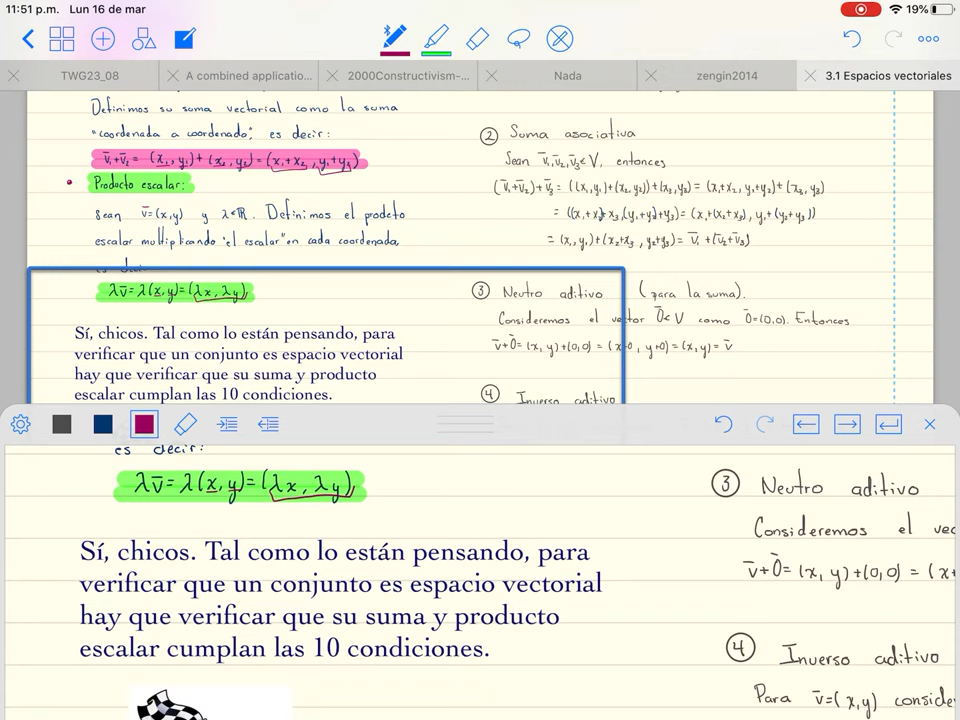 11:51 p.m. Lun 16 de mar
19%
TWG23_08
A combined applicatio...
2000Constructivism-...
Nada
zengin2014
3.1 Espacios vectoriales
Definimos su suma vectorial como la suma
"coordenada a coordenado", es decir:
v̄₁+v̄₂= (x₁,y₁)+(x₂,y₂)=(x₁+x₂, y₁+y₂)
Producto escalar:
Sean v̄=(x,y) y λ∈ℝ. Definimos el prodcto
escalar multiplicando "el escalar" en cada coordenada,
es decir
λv̄=λ(x,y)=(λx,λy),
Sí, chicos. Tal como lo están pensando, para
verificar que un conjunto es espacio vectorial
hay que verificar que su suma y producto
escalar cumplan las 10 condiciones.
② Suma asociativa
Sean v̄₁,v̄₂,v̄₃∈V, entonces
(v̄₁+v̄₂)+v̄₃= ((x₁,y₁)+(x₂,y₂))+(x₃,y₃)= (x₁+x₂,y₁+y₂)+(x₃,y₃)
= ((x₁+x₂)+x₃,(y₁+y₂)+y₃)= (x₁+(x₂+x₃), y₁+(y₂+y₃))
= (x₁,y₁)+(x₂+x₃, y₂+y₃)= v̄₁+(v̄₂+v̄₃)
③ Neutro aditivo (para la suma).
Consideremos el vector 0̄∈V como 0̄=(0,0). Entonces
v̄+0̄= (x,y)+(0,0)= (x+0, y+0)=(x,y)= v̄
④ Inverso aditivo
es decir:
λv̄=λ(x,y)=(λx,λy),
Sí, chicos. Tal como lo están pensando, para
verificar que un conjunto es espacio vectorial
hay que verificar que su suma y producto
escalar cumplan las 10 condiciones.
③ Neutro aditivo
Consideremos el vec
v̄+0̄= (x,y)+(0,0)= (x+
④ Inverso aditivo
Para v̄=(x,y) conside